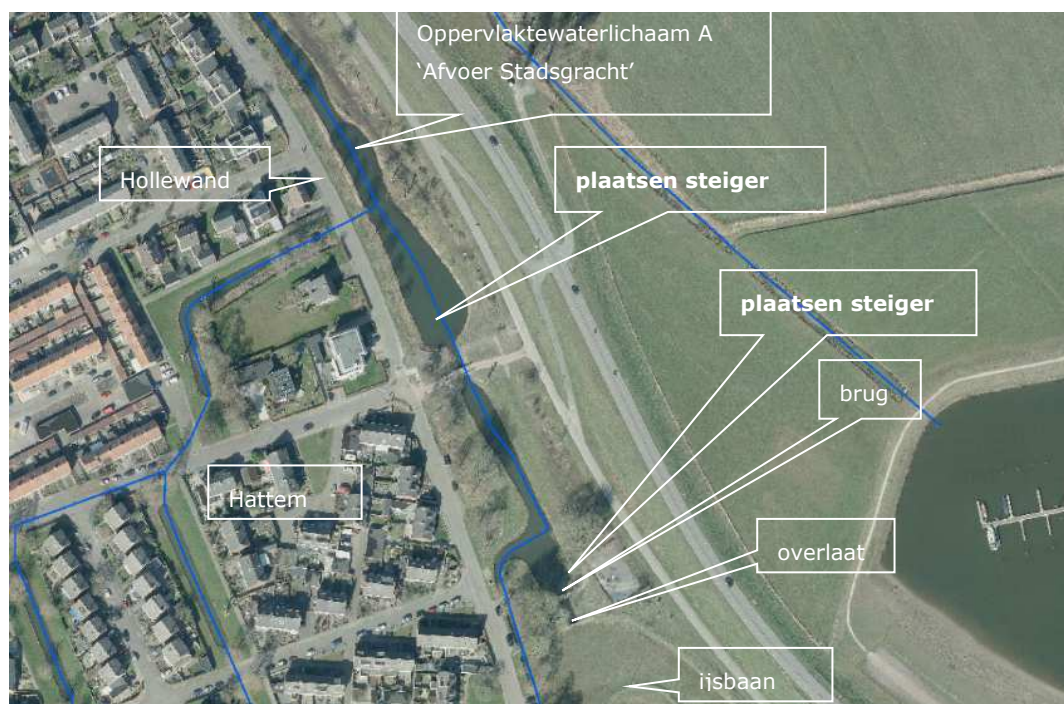 Oppervlaktewaterlichaam A
‘Afvoer Stadsgracht’
Hollewand
plaatsen steiger
plaatsen steiger
brug
Hattem
overlaat
ijsbaan